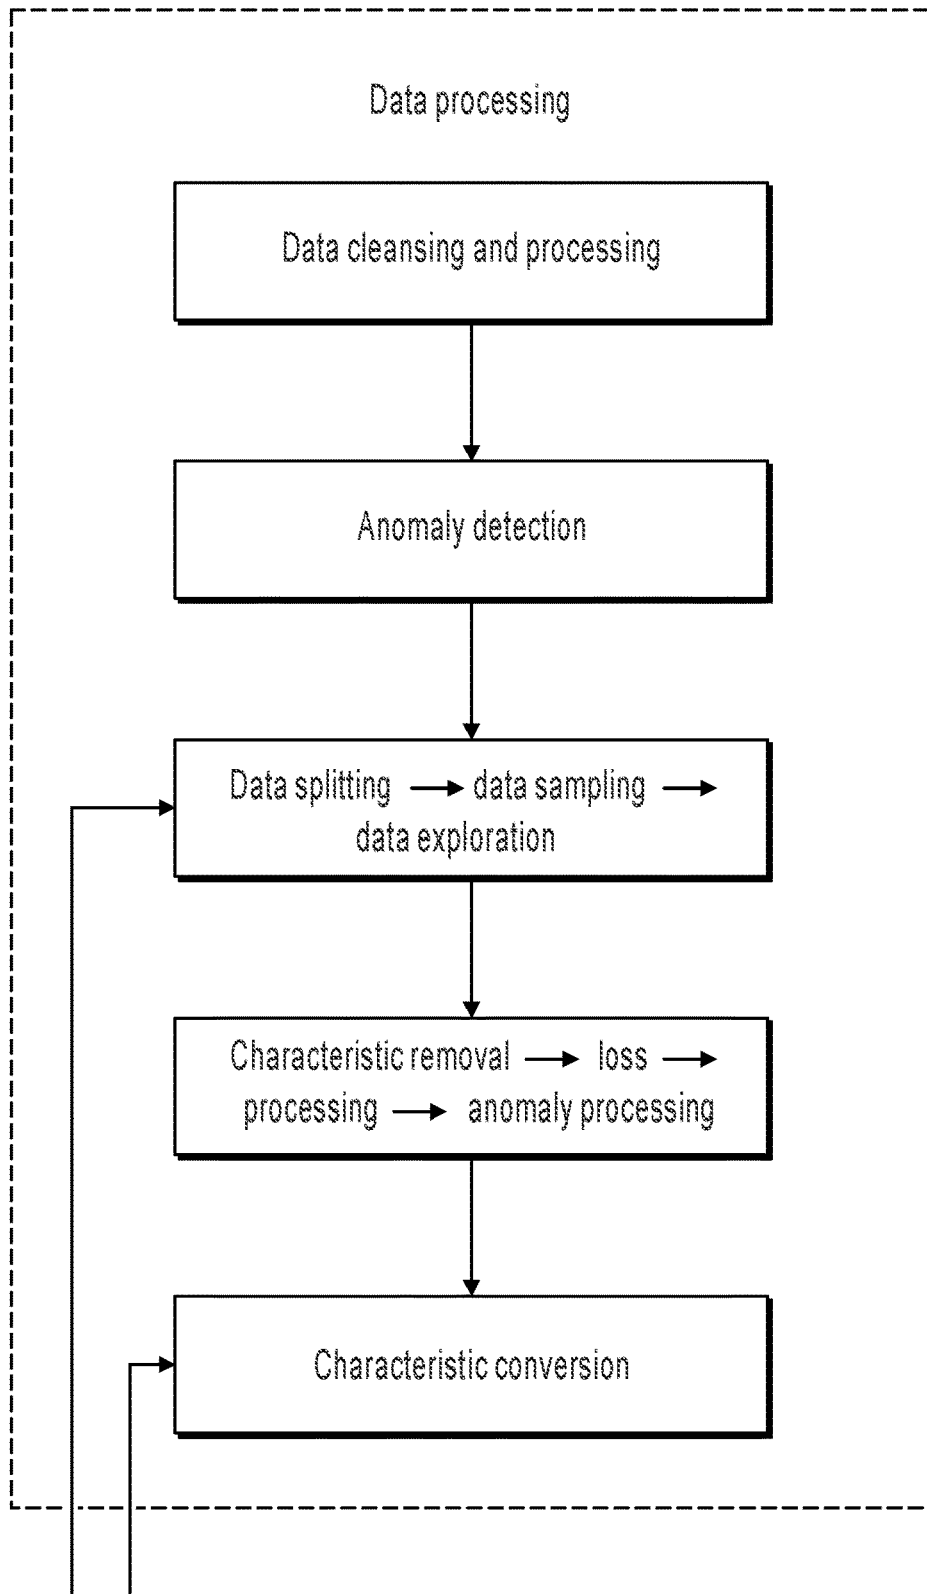 Data processing
Data cleansing and processing
Anomaly detection
Data splitting → data sampling →
data exploration
Characteristic removal → loss →
processing → anomaly processing
Characteristic conversion